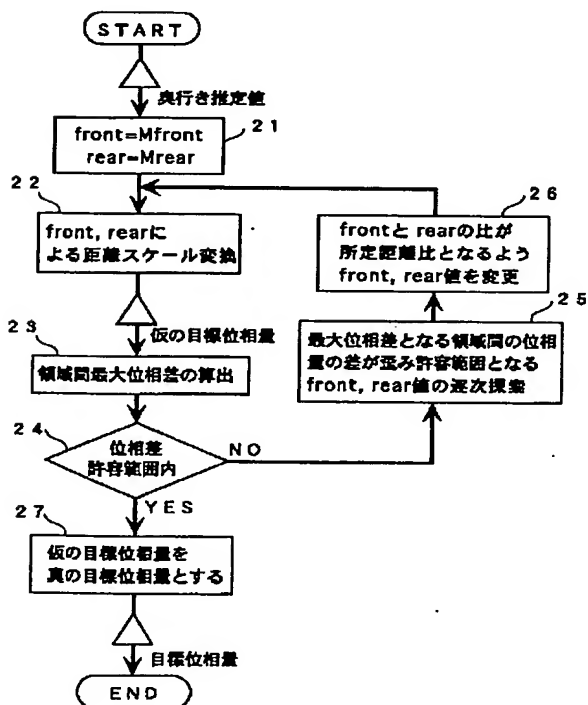 START
奥行き推定値
21
front=Mfront
rear=Mrear
22
front, rearに
よる距離スケール変換
仮の目標位相量
23
領域間最大位相差の算出
24
位相差
許容範囲内
NO
YES
25
最大位相差となる領域間の位相
量の差が歪み許容範囲となる
front, rear値の逐次探索
26
frontと rearの比が
所定距離比となるよう
front, rear値を変更
27
仮の目標位相量を
真の目標位相量とする
目標位相量
END